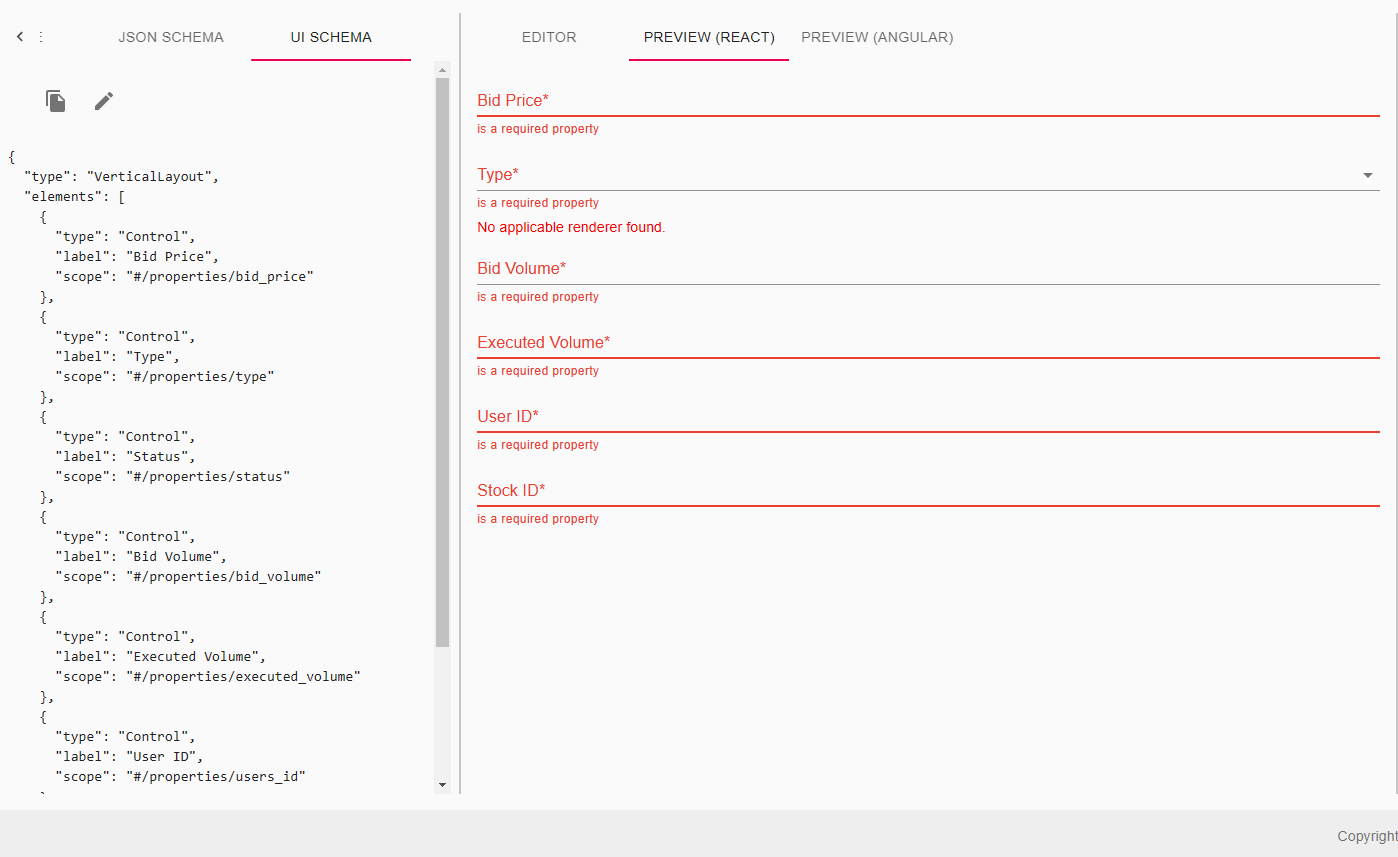 JSON SCHEMA
UI SCHEMA
{
  "type": "VerticalLayout",
  "elements": [
    {
      "type": "Control",
      "label": "Bid Price",
      "scope": "#/properties/bid_price"
    },
    {
      "type": "Control",
      "label": "Type",
      "scope": "#/properties/type"
    },
    {
      "type": "Control",
      "label": "Status",
      "scope": "#/properties/status"
    },
    {
      "type": "Control",
      "label": "Bid Volume",
      "scope": "#/properties/bid_volume"
    },
    {
      "type": "Control",
      "label": "Executed Volume",
      "scope": "#/properties/executed_volume"
    },
    {
      "type": "Control",
      "label": "User ID",
      "scope": "#/properties/users_id"
EDITOR
PREVIEW (REACT)
PREVIEW (ANGULAR)
Bid Price*
is a required property
Type*
is a required property
No applicable renderer found.
Bid Volume*
is a required property
Executed Volume*
is a required property
User ID*
is a required property
Stock ID*
is a required property
Copyright